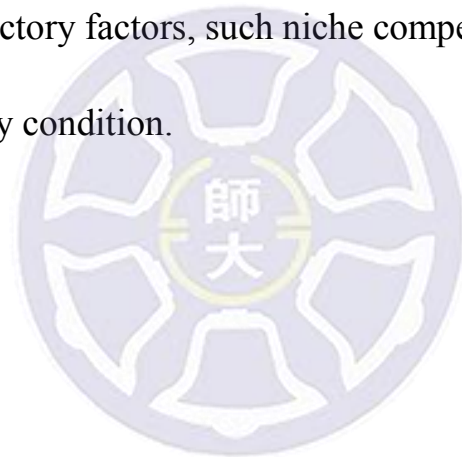 ctory factors, such niche compe
y condition.
師
大